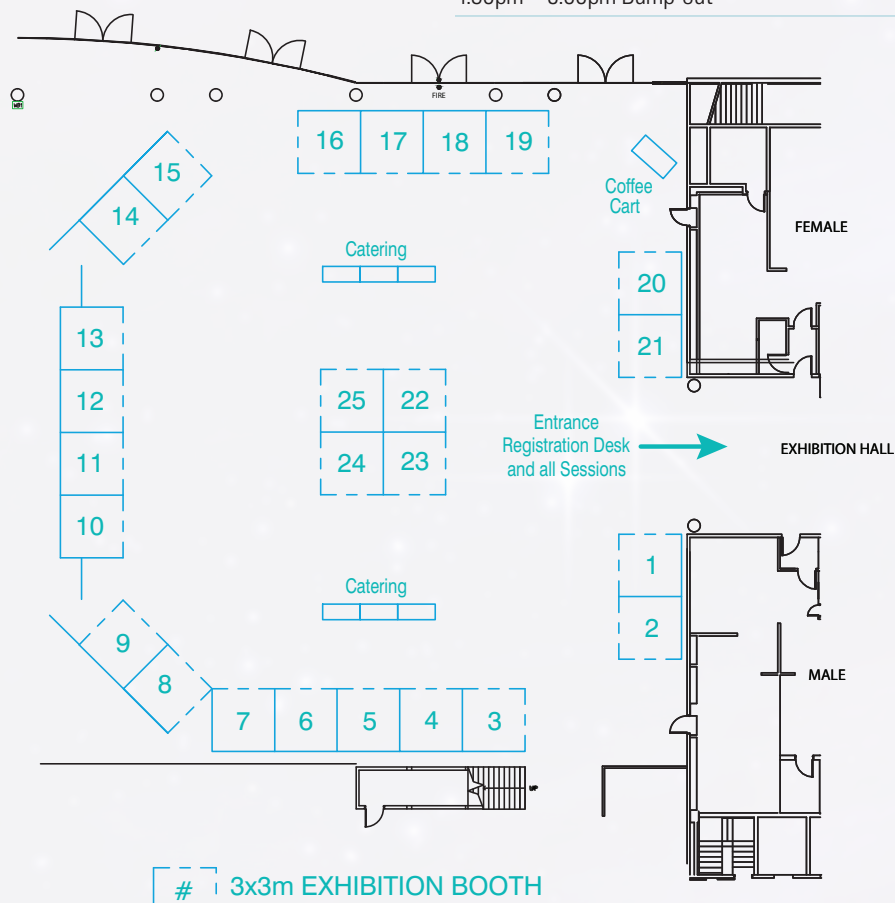 FIRE
16 17 18 19
15
14
Coffee
Cart
FEMALE
Catering
20
21
13
12
11
10
25 22
24 23
Entrance
Registration Desk
and all Sessions
EXHIBITION HALL
1
2
Catering
9
8
MALE
7 6 5 4 3
UP
# 3x3m EXHIBITION BOOTH